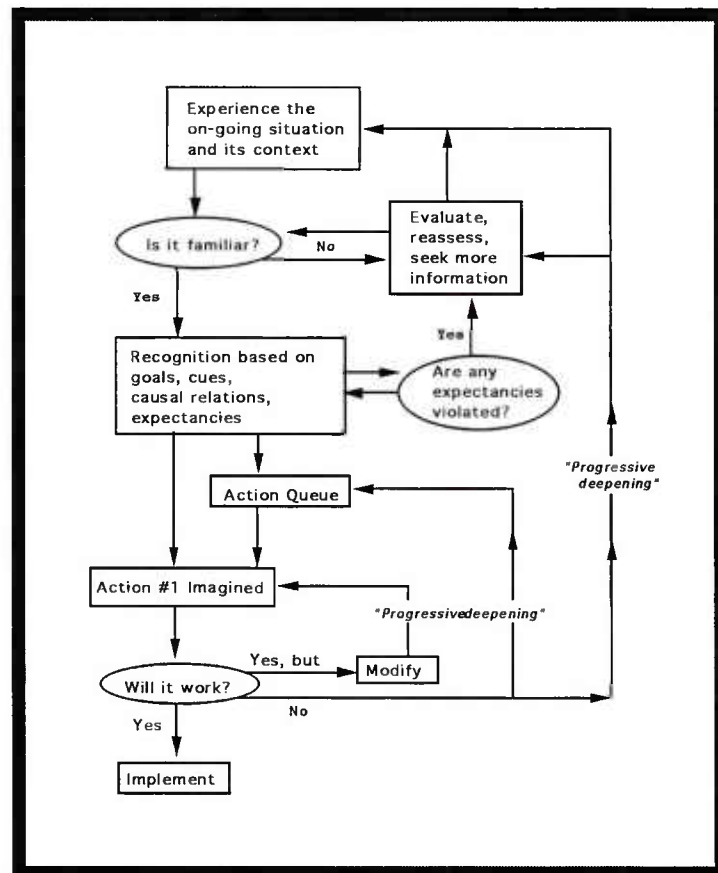 Experience the
on-going situation
and its context
Is it familiar?
No
Evaluate,
reassess,
seek more
information
Yes
Yes
Recognition based on
goals, cues,
causal relations,
expectancies
Are any
expectancies
violated?
"Progressive
deepening"
Action Queue
Action #1 Imagined
"Progressivedeepening"
Yes, but
Modify
Will it work?
No
Yes
Implement